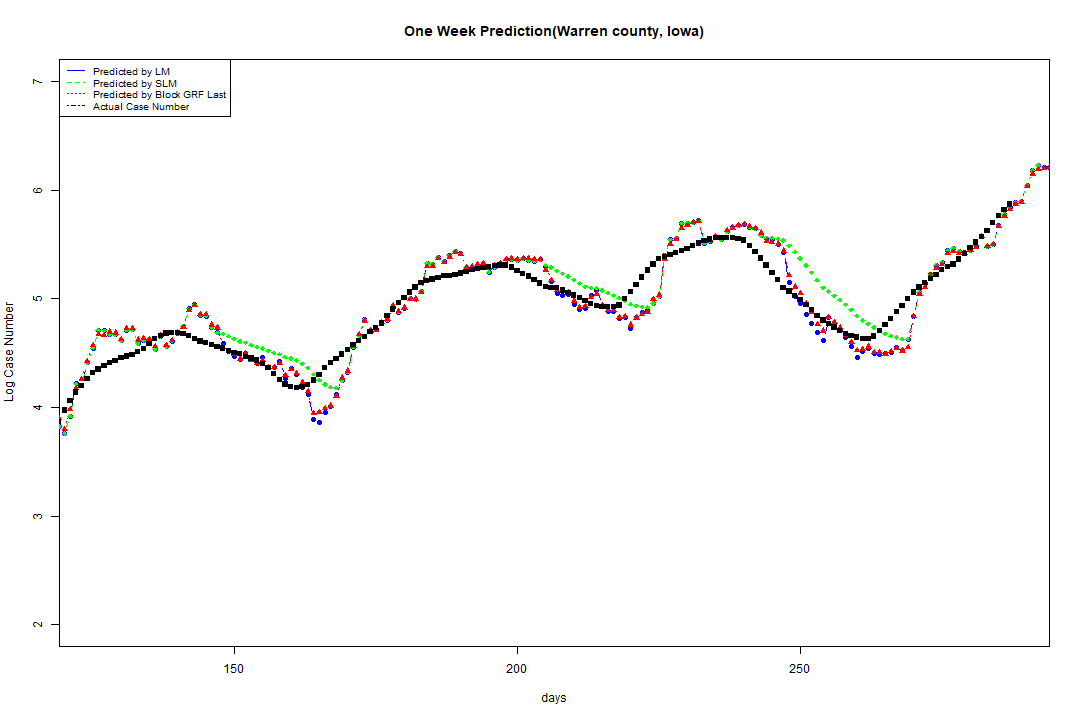 One Week Prediction(Warren county, Iowa)
Predicted by LM
Predicted by SLM
Predicted by Block GRF Last
Actual Case Number
7
6
5
4
3
2
Log Case Number
150 200 250
days